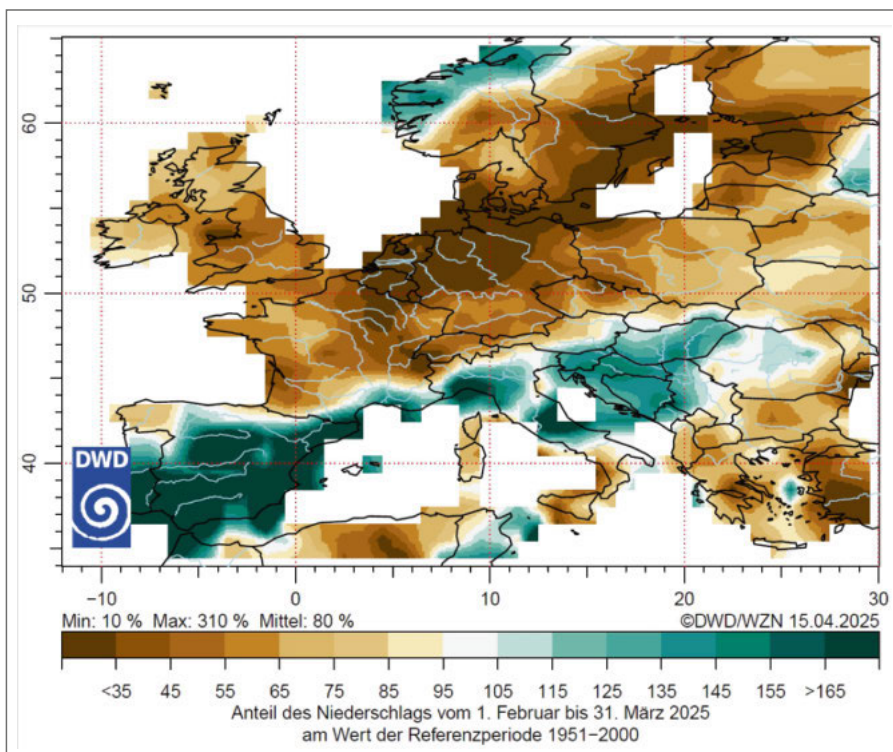 60
50
40
DWD
−10
0
10
20
30
Min: 10 %  Max: 310 %  Mittel: 80 %
©DWD/WZN 15.04.2025
<35 45 55 65 75 85 95 105 115 125 135 145 155 >165
Anteil des Niederschlags vom 1. Februar bis 31. März 2025
am Wert der Referenzperiode 1951−2000